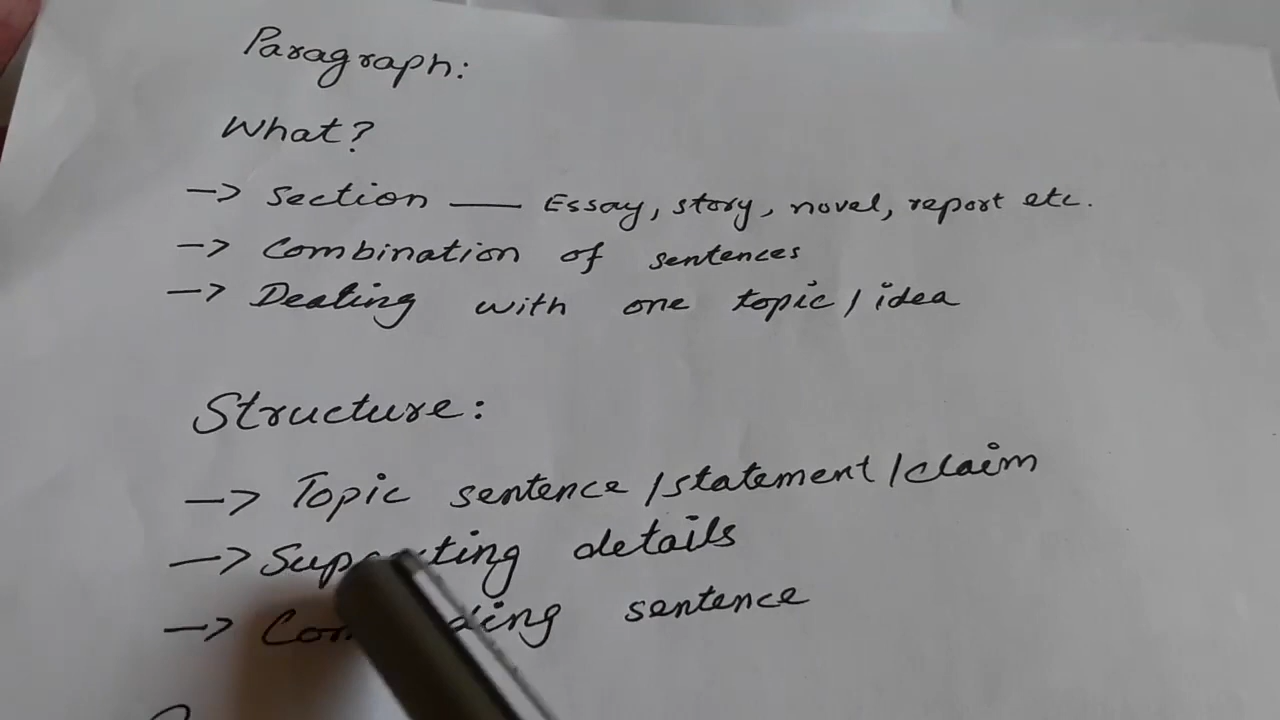 Paragraph:
What?
-> Section — Essay, story, novel, report etc.
-> Combination of sentences
-> Dealing with one topic / idea
Structure:
-> Topic sentence / statement / claim
-> details
-> sentence